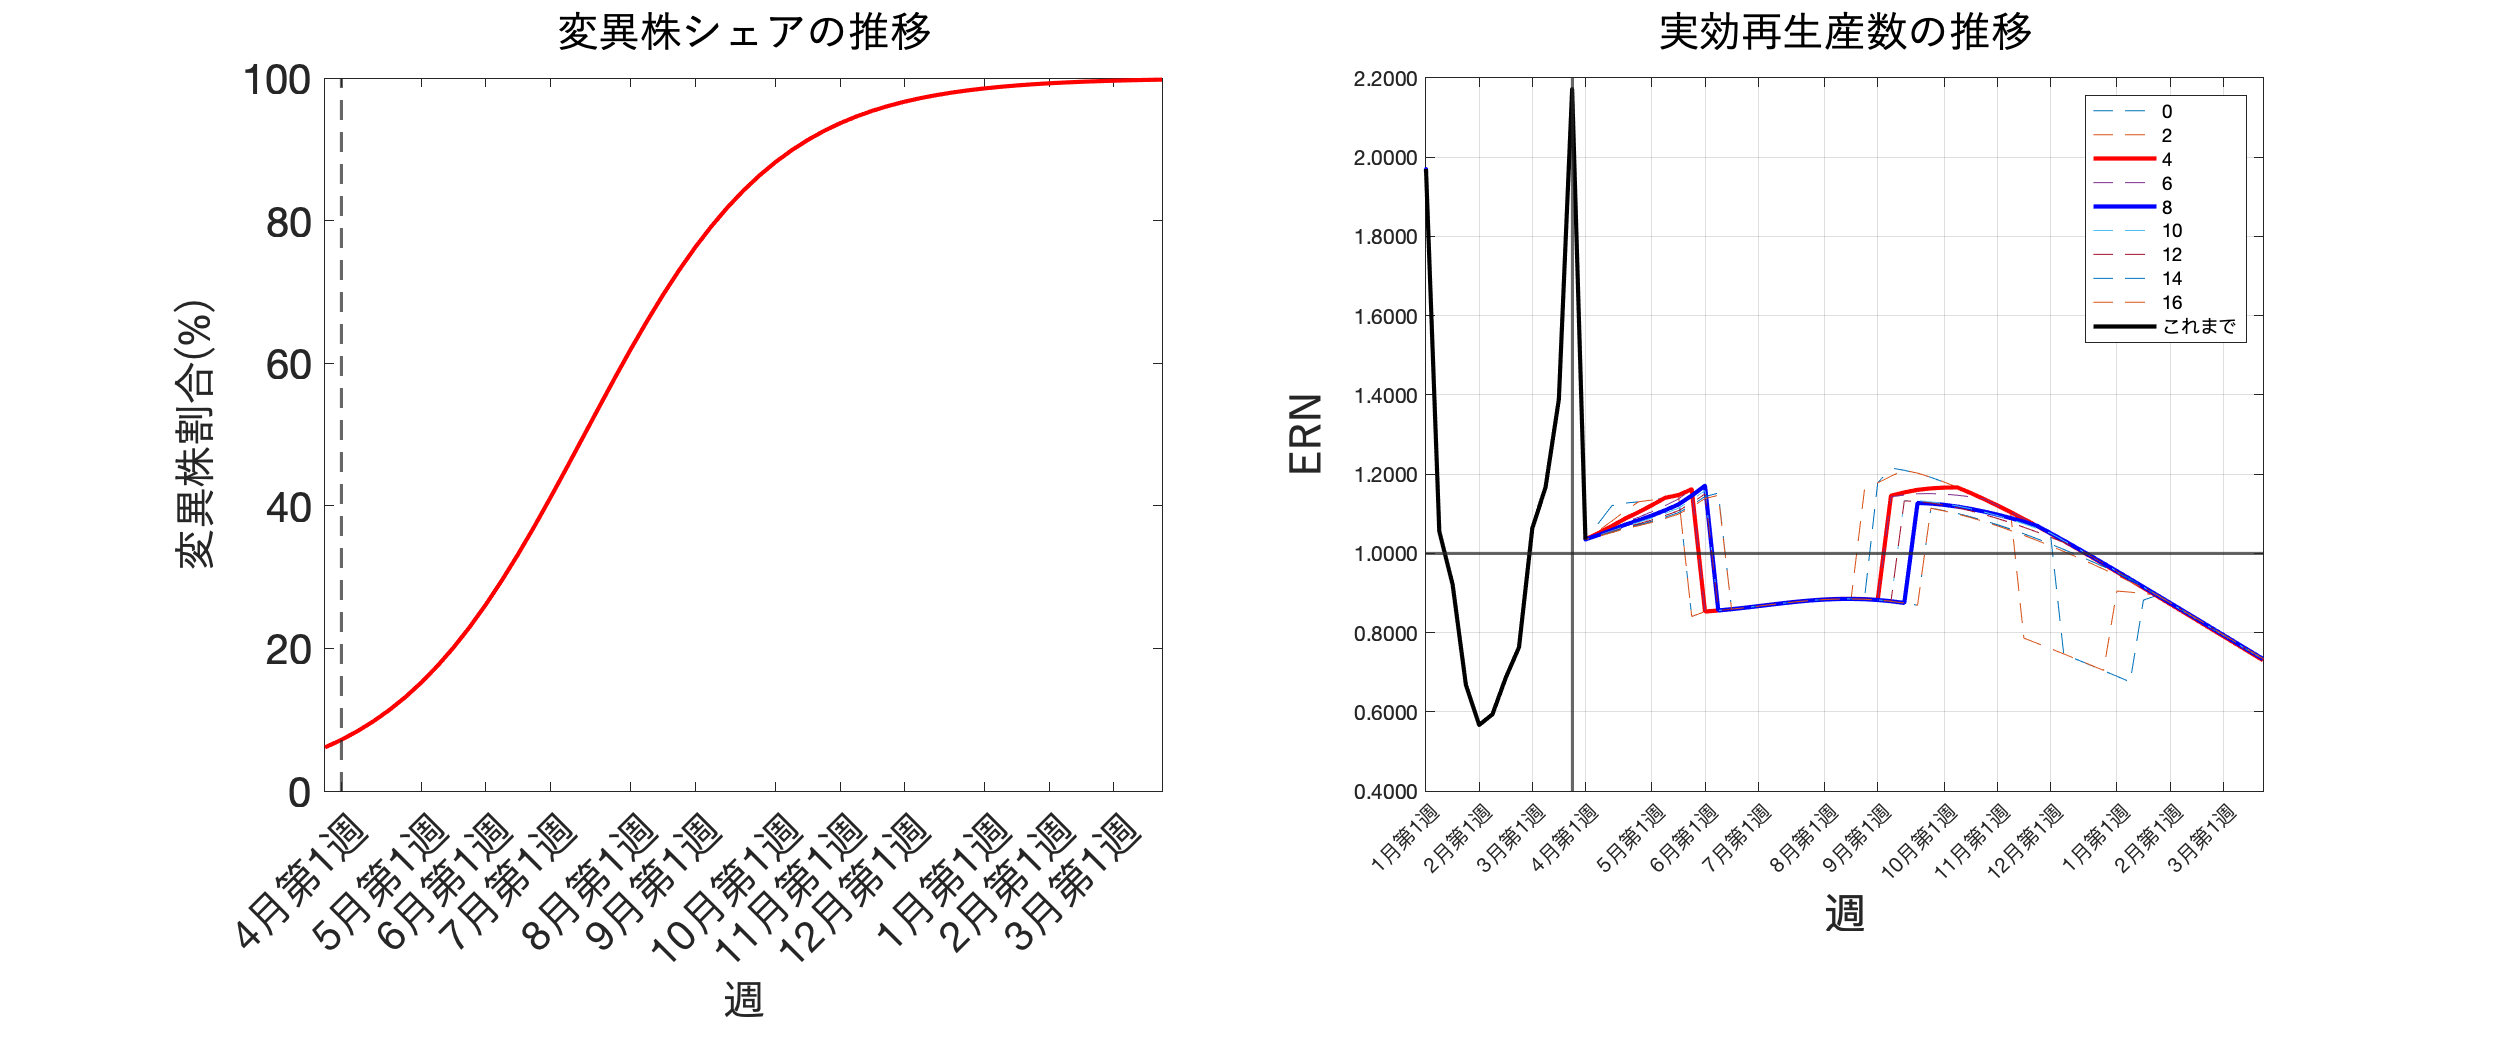 変異株シェアの推移
変異株割合(%)
100
80
60
40
20
0
4月第1週
5月第1週
6月第1週
7月第1週
8月第1週
9月第1週
10月第1週
11月第1週
12月第1週
1月第1週
2月第1週
3月第1週
週
実効再生産数の推移
ERN
2.2000
2.0000
1.8000
1.6000
1.4000
1.2000
1.0000
0.8000
0.6000
0.4000
0
2
4
6
8
10
12
14
16
これまで
1月第1週
2月第1週
3月第1週
4月第1週
5月第1週
6月第1週
7月第1週
8月第1週
9月第1週
10月第1週
11月第1週
12月第1週
1月第1週
2月第1週
3月第1週
週